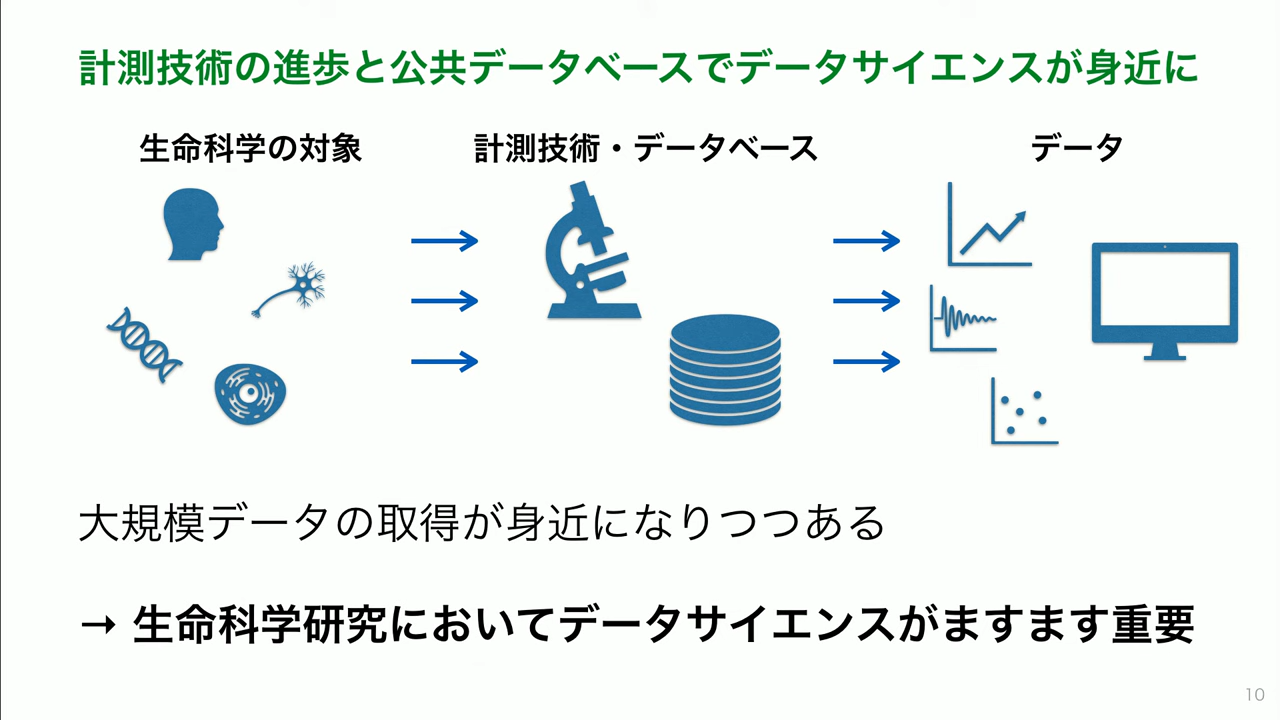 計測技術の進歩と公共データベースでデータサイエンスが身近に
生命科学の対象
計測技術・データベース
データ
大規模データの取得が身近になりつつある
→ 生命科学研究においてデータサイエンスがますます重要
10